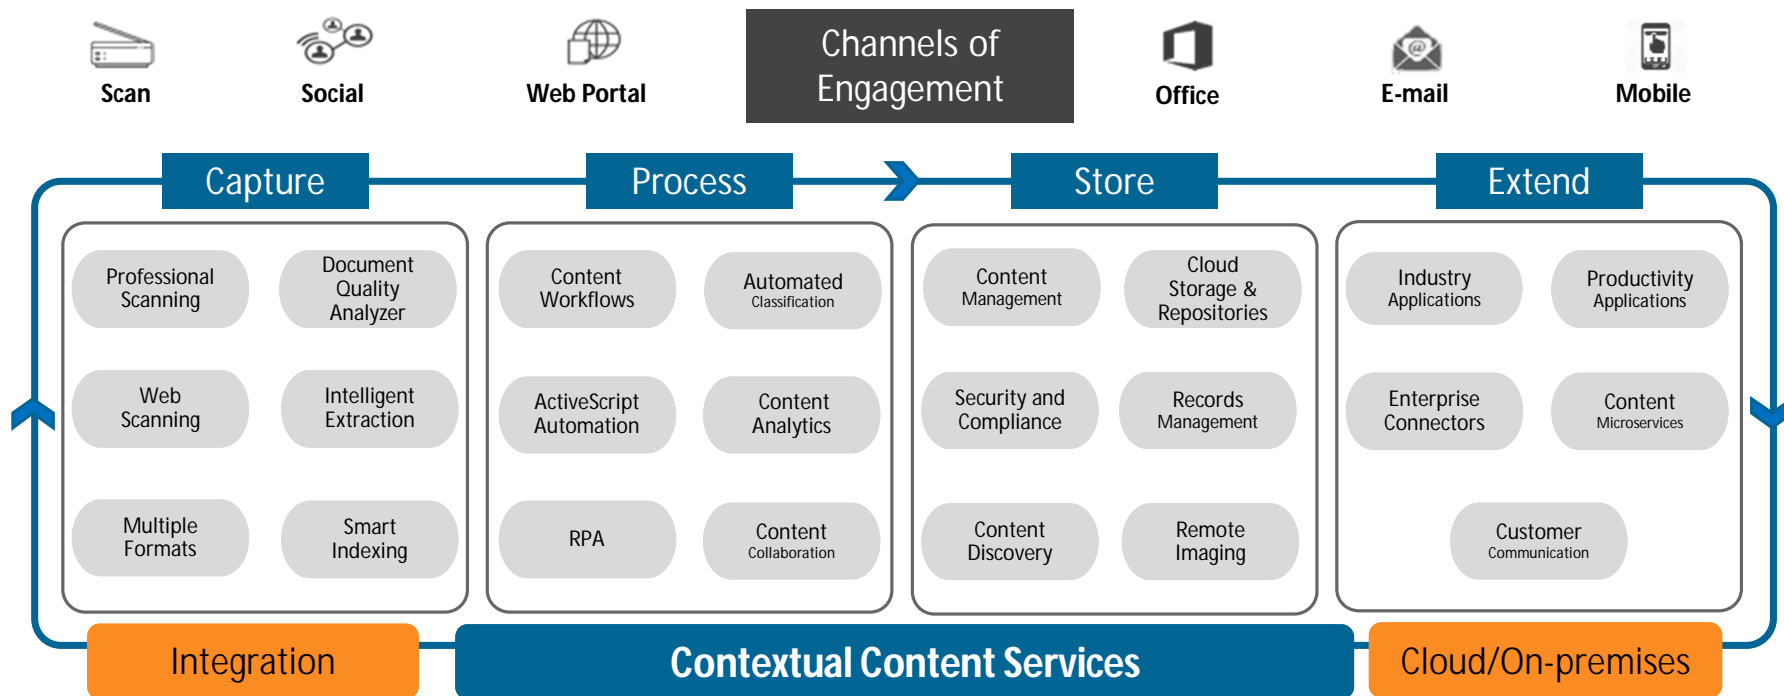 Scan
Social
Web Portal
Channels of
Engagement
Office
E-mail
Mobile
Capture
Process
Store
Extend
Professional
Scanning
Document
Quality
Analyzer
Web
Scanning
Intelligent
Extraction
Multiple
Formats
Smart
Indexing
Content
Workflows
Automated
Classification
ActiveScript
Automation
Content
Analytics
RPA
Content
Collaboration
Content
Management
Cloud
Storage &
Repositories
Security and
Compliance
Records
Management
Content
Discovery
Remote
Imaging
Industry
Applications
Productivity
Applications
Enterprise
Connectors
Content
Microservices
Customer
Communication
Integration
Contextual Content Services
Cloud/On-premises